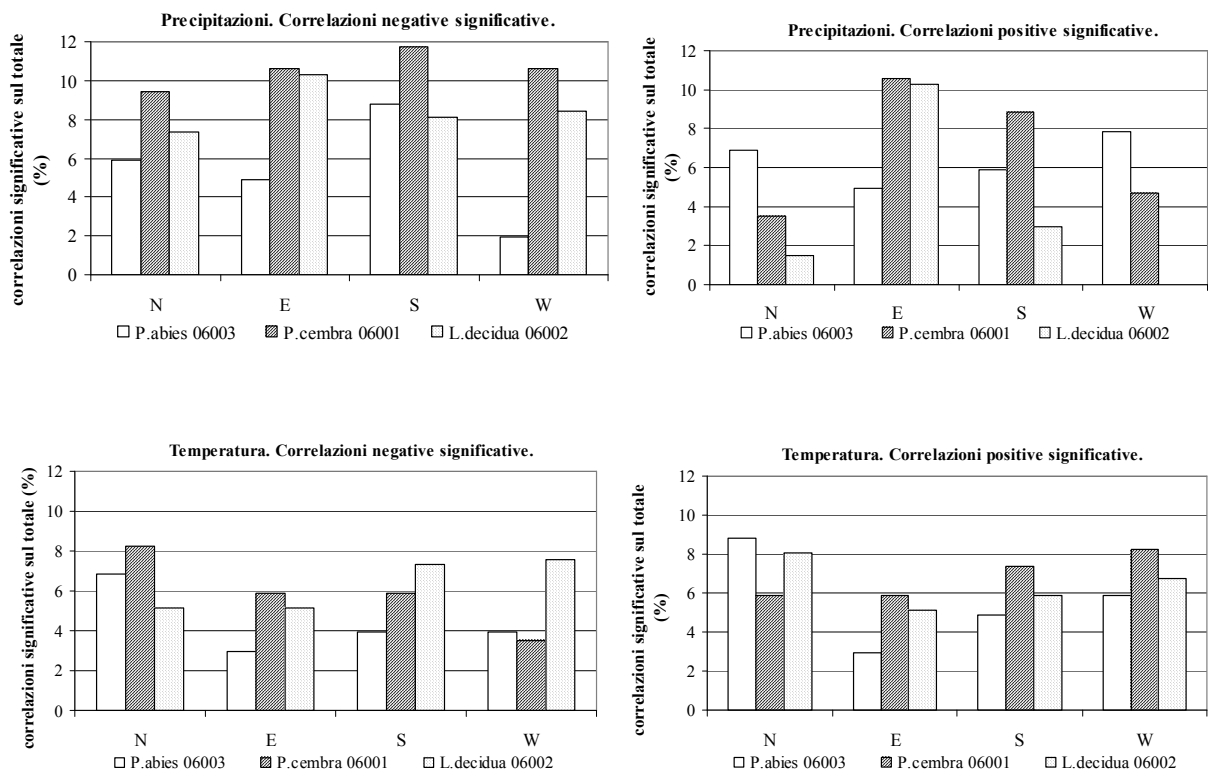 Precipitazioni. Correlazioni negative significative.
correlazioni significative sul totale
(%)
12
10
8
6
4
2
0
N E S W
P.abies 06003 P.cembra 06001 L.decidua 06002
Precipitazioni. Correlazioni positive significative.
correlazioni significative sul totale
(%)
12
10
8
6
4
2
0
N E S W
P.abies 06003 P.cembra 06001 L.decidua 06002
Temperatura. Correlazioni negative significative.
correlazioni significative sul totale (%)
12
10
8
6
4
2
0
N E S W
P.abies 06003 P.cembra 06001 L.decidua 06002
Temperatura. Correlazioni positive significative.
correlazioni significative sul totale
(%)
12
10
8
6
4
2
0
N E S W
P.abies 06003 P.cembra 06001 L.decidua 06002